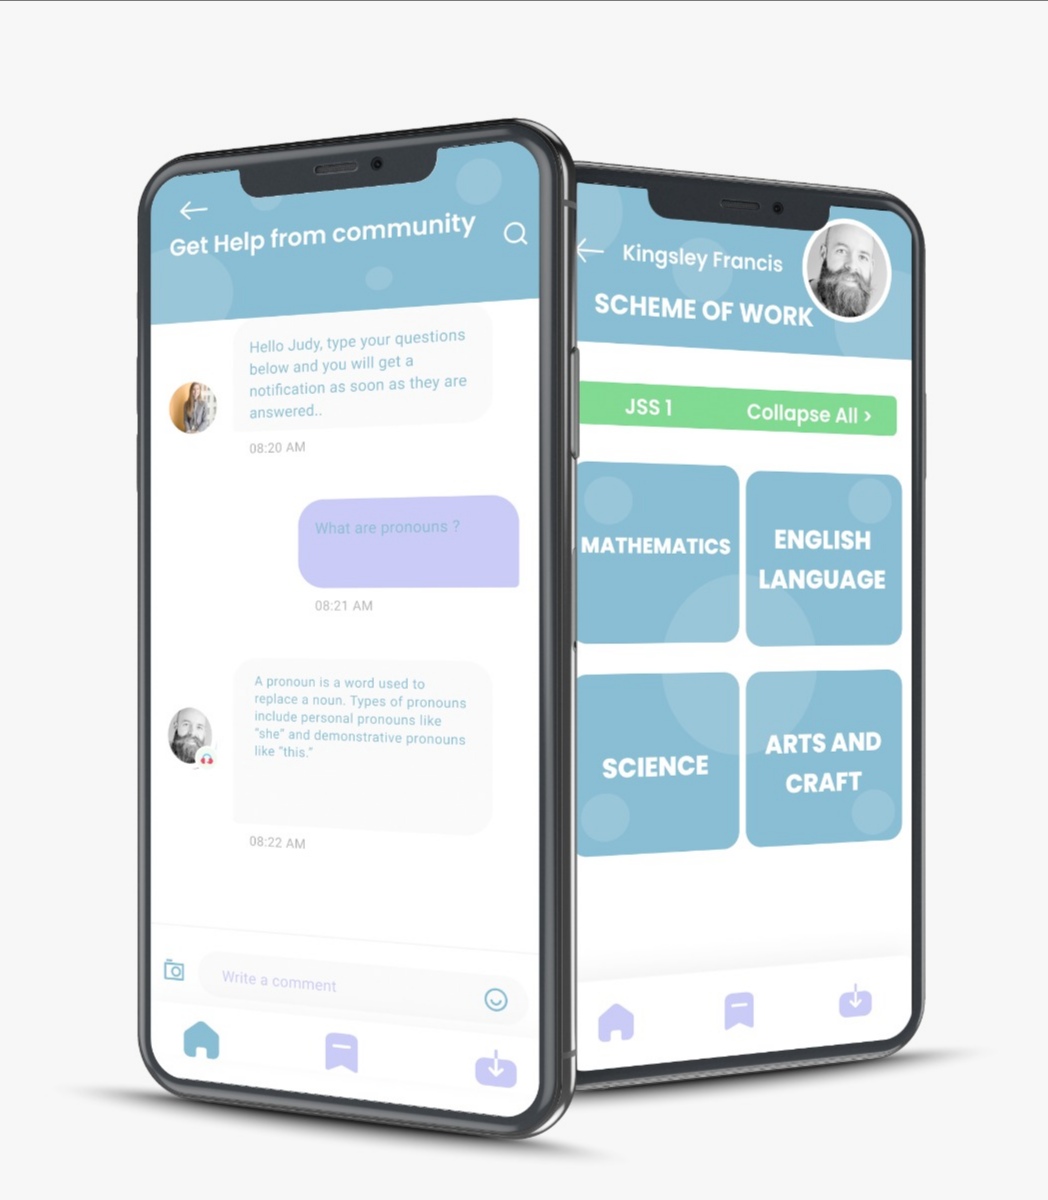 Get Help from community
Hello Judy, type your questions
below and you will get a
notification as soon as they are
answered..
08:20 AM
What are pronouns ?
08:21 AM
A pronoun is a word used to
replace a noun. Types of pronouns
include personal pronouns like
"she" and demonstrative pronouns
like "this."
08:22 AM
Write a comment
Kingsley Francis
SCHEME OF WORK
JSS 1
Collapse All >
MATHEMATICS
ENGLISH
LANGUAGE
SCIENCE
ARTS AND
CRAFT